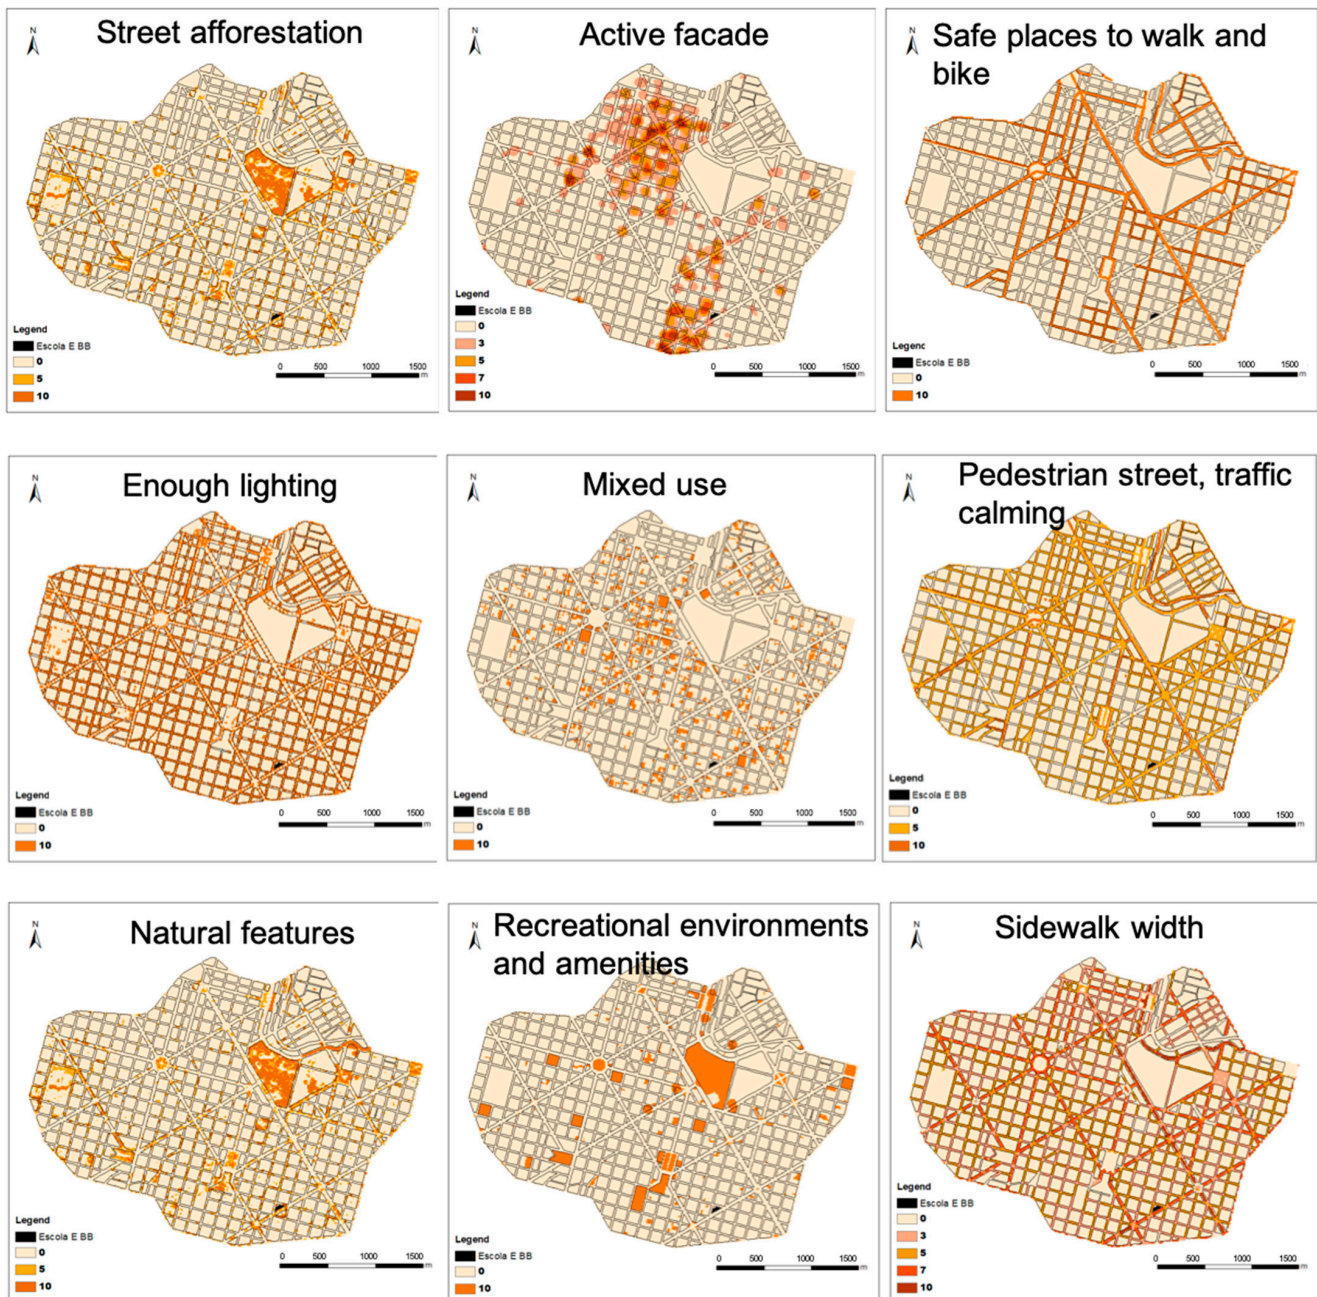 Street afforestation
N
Legend
Escola E BB
0
5
10
0 500 1000 1500
m
Active facade
N
Legend
Escola E BB
0
3
5
7
10
0 500 1000 1500
m
Safe places to walk and
bike
N
Legenc
Escola E BB
0
10
0 500 1000 1500
m
Enough lighting
N
Legend
Escola E BB
0
10
0 500 1000 1500
m
Mixed use
N
Legend
Escola E BB
0
10
0 500 1000 1500
m
Pedestrian street, traffic
calming
N
Legend
Escola E BB
0
5
10
0 500 1000 1500
m
Natural features
N
Legend
Escola E BB
0
5
10
0 500 1000 1500
m
Recreational environments
and amenities
N
Legend
Escola E BB
0
10
0 500 1000 1500
m
Sidewalk width
N
Legend
Escola E BB
0
3
5
7
10
0 500 1000 1500
m